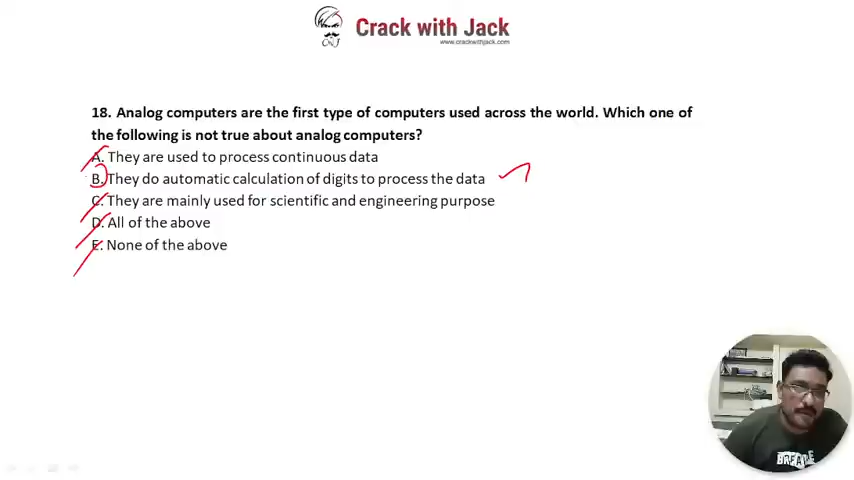 Crack with Jack
www.crackwithjack.com
CWJ
18. Analog computers are the first type of computers used across the world. Which one of
the following is not true about analog computers?
A. They are used to process continuous data
B. They do automatic calculation of digits to process the data
C. They are mainly used for scientific and engineering purpose
D. All of the above
E. None of the above